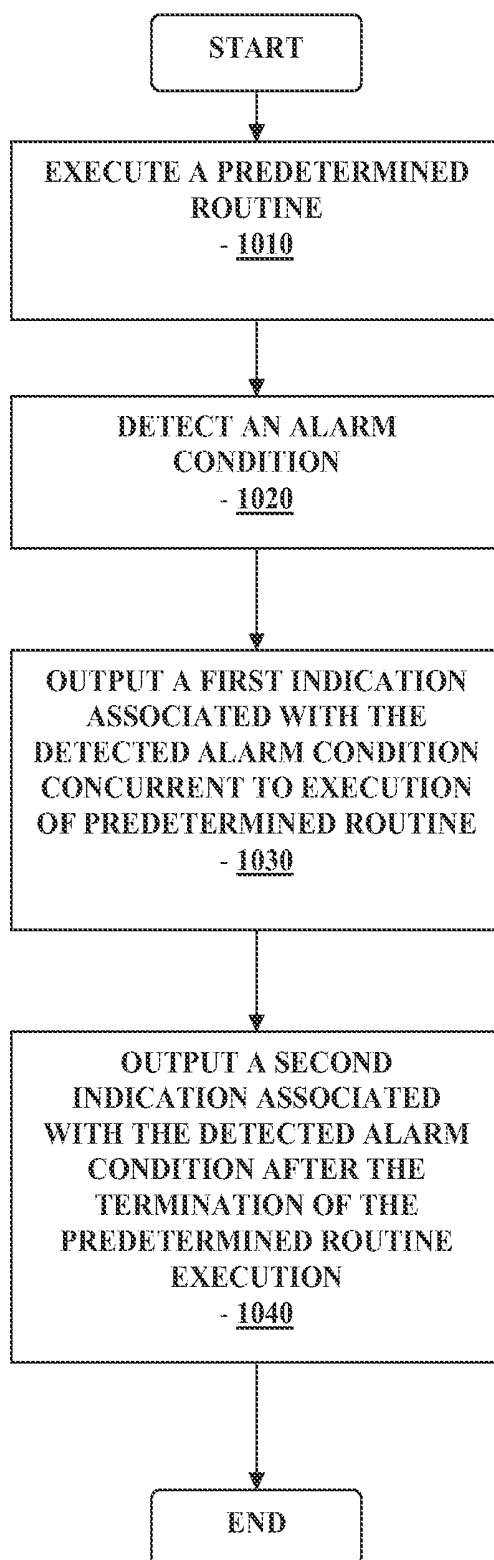 START
EXECUTE A PREDETERMINED
ROUTINE
- 1010
DETECT AN ALARM
CONDITION
- 1020
OUTPUT A FIRST INDICATION
ASSOCIATED WITH THE
DETECTED ALARM CONDITION
CONCURRENT TO EXECUTION
OF PREDETERMINED ROUTINE
- 1030
OUTPUT A SECOND
INDICATION ASSOCIATED
WITH THE DETECTED ALARM
CONDITION AFTER THE
TERMINATION OF THE
PREDETERMINED ROUTINE
EXECUTION
- 1040
END